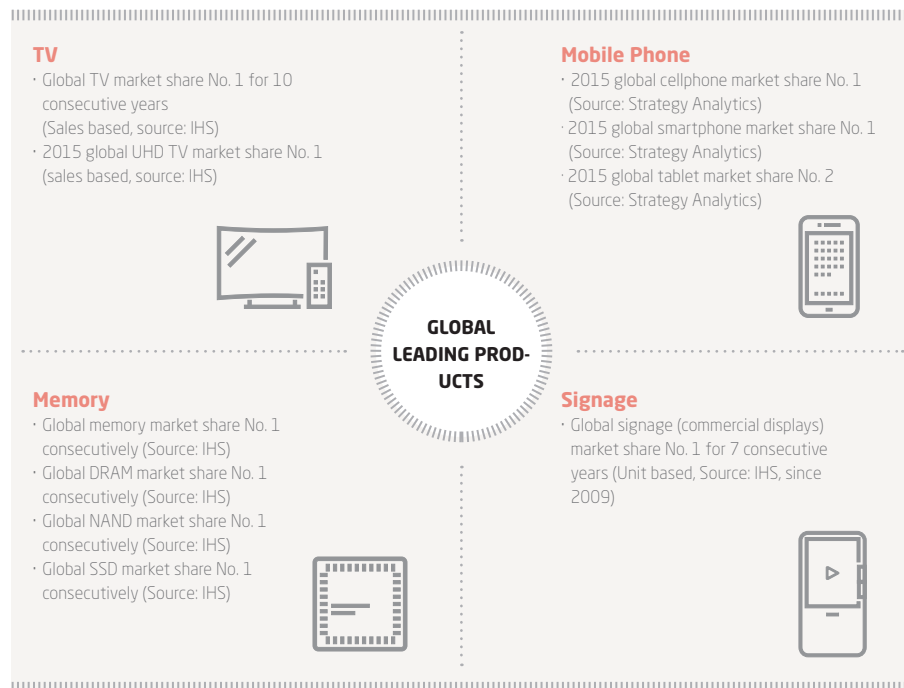 TV
· Global TV market share No. 1 for 10
consecutive years
(Sales based, source: IHS)
· 2015 global UHD TV market share No. 1
(sales based, source: IHS)
Mobile Phone
· 2015 global cellphone market share No. 1
(Source: Strategy Analytics)
· 2015 global smartphone market share No. 1
(Source: Strategy Analytics)
· 2015 global tablet market share No. 2
(Source: Strategy Analytics)
GLOBAL
LEADING PROD-
UCTS
Memory
· Global memory market share No. 1
consecutively (Source: IHS)
· Global DRAM market share No. 1
consecutively (Source: IHS)
· Global NAND market share No. 1
consecutively (Source: IHS)
· Global SSD market share No. 1
consecutively (Source: IHS)
Signage
· Global signage (commercial displays)
market share No. 1 for 7 consecutive
years (Unit based, Source: IHS, since
2009)